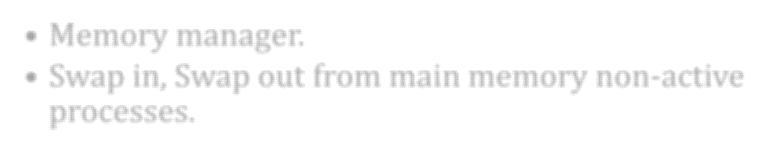 • Memory manager.
• Swap in, Swap out from main memory non-active
processes.